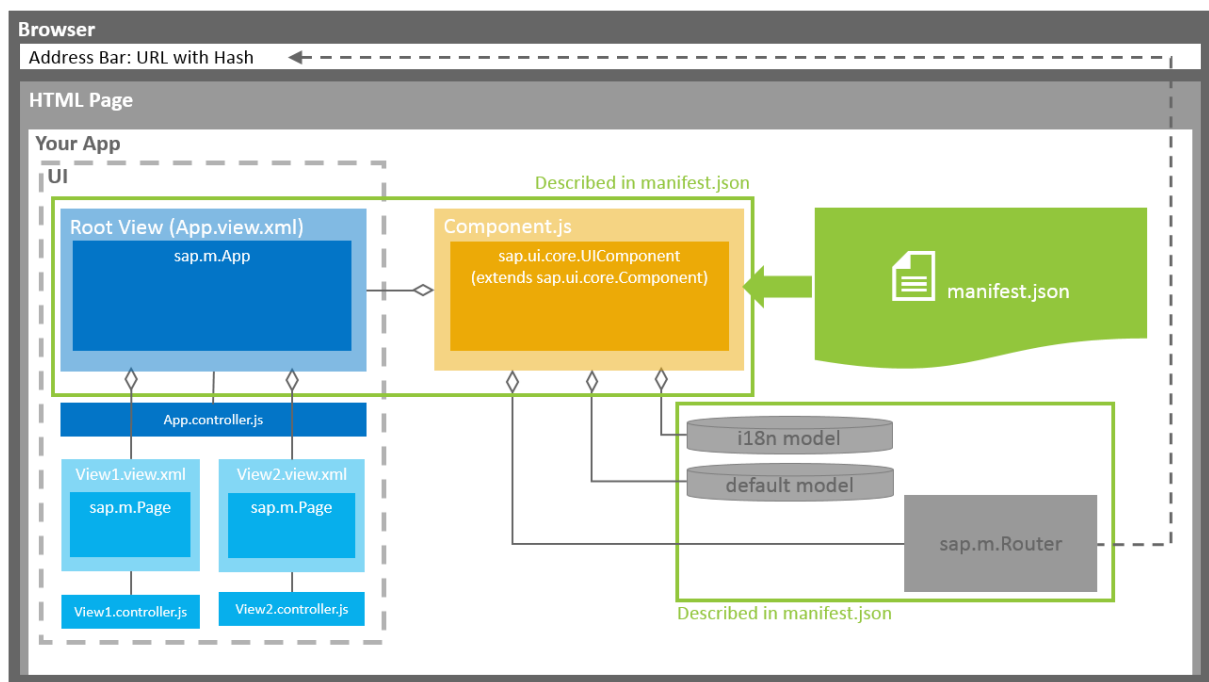 Browser
Address Bar: URL with Hash
HTML Page
Your App
UI
Described in manifest.json
Root View (App.view.xml)
sap.m.App
Component.js
sap.ui.core.UIComponent
(extends sap.ui.core.Component)
manifest.json
App.controller.js
View1.view.xml
sap.m.Page
View2.view.xml
sap.m.Page
View1.controller.js
View2.controller.js
i18n model
default model
sap.m.Router
Described in manifest.json